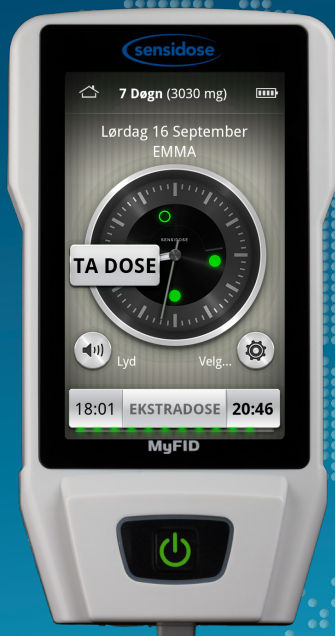 sensidose
7 Døgn (3030 mg)
Lørdag 16 September
EMMA
SENSIDOSE
TA DOSE
Lyd
Velg...
18:01 EKSTRADOSE 20:46
MyFID